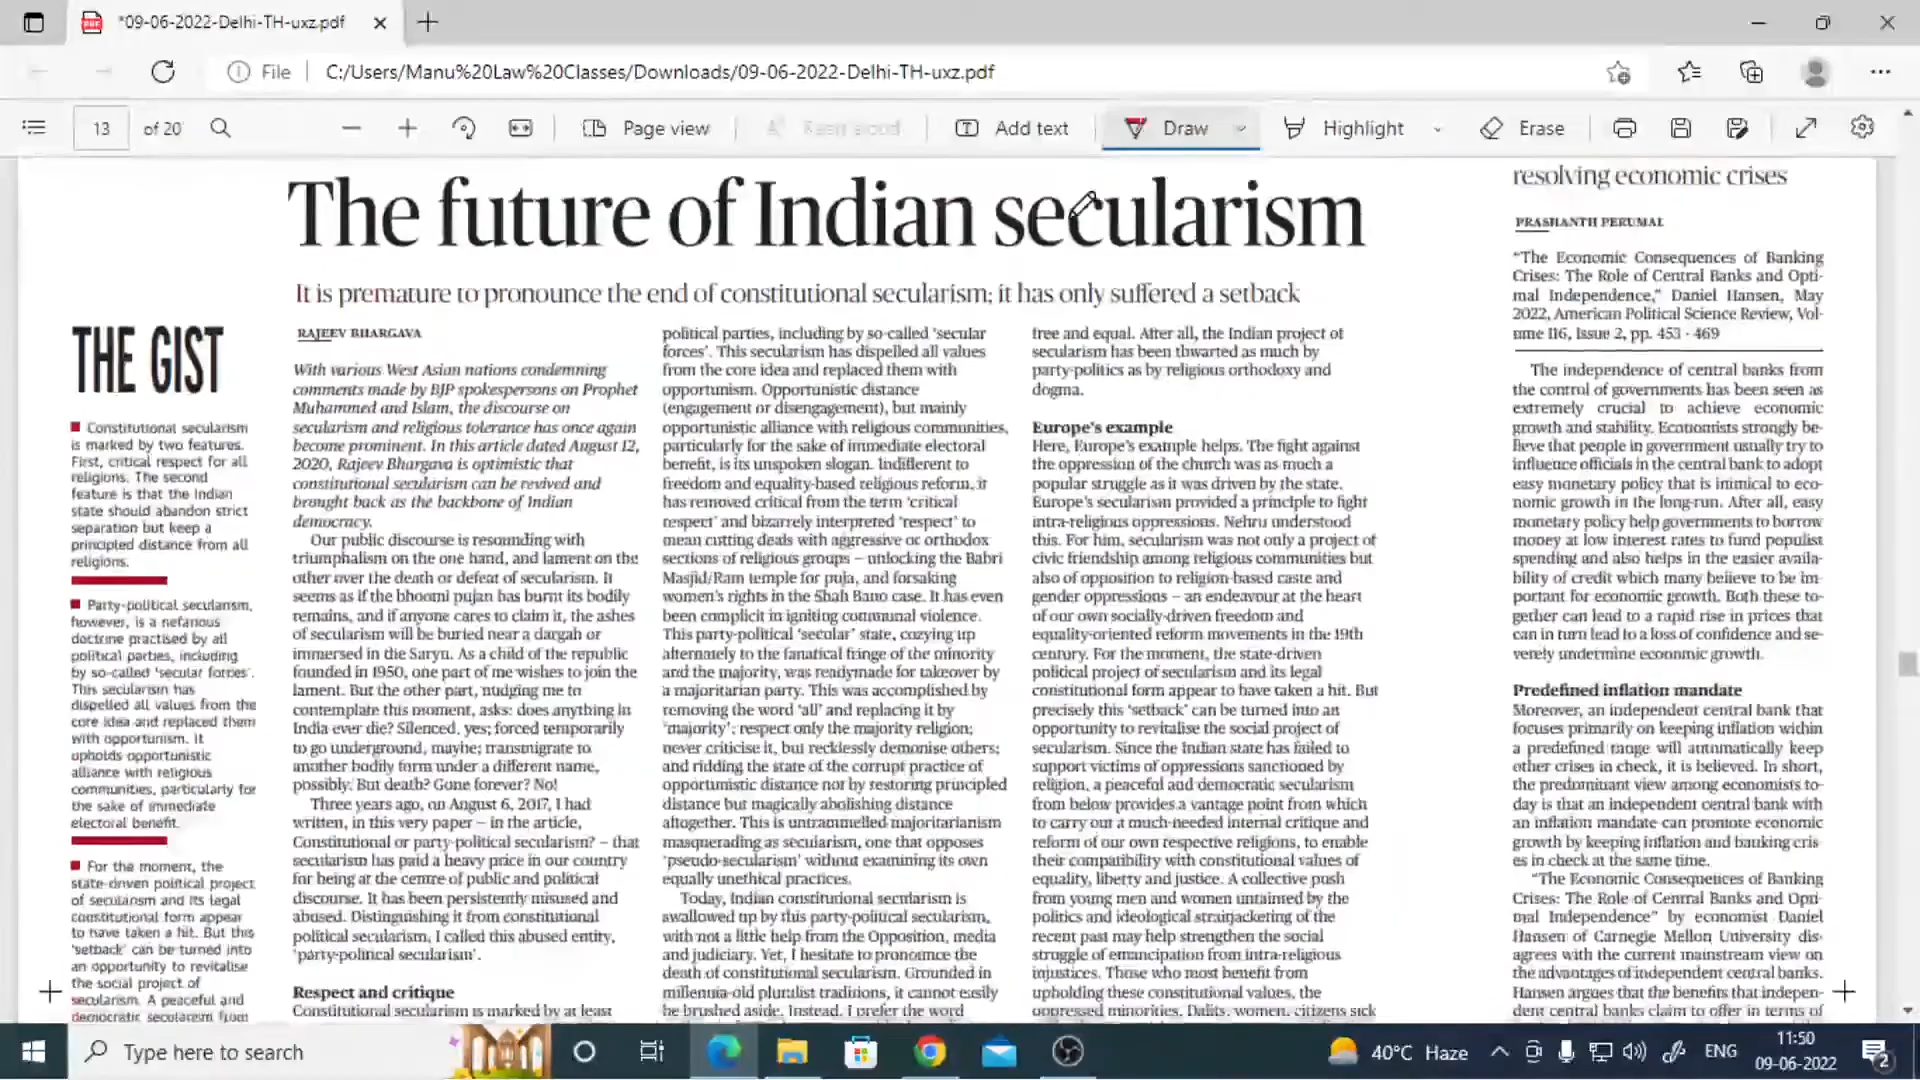 *09-06-2022-Delhi-TH-uxz.pdf
File
C:/Users/Manu%20Law%20Classes/Downloads/09-06-2022-Delhi-TH-uxz.pdf
13 of 20
Page view
Read aloud
Add text
Draw
Highlight
Erase
The future of Indian secularism
It is premature to pronounce the end of constitutional secularism; it has only suffered a setback
THE GIST
Constitutional secularism
is marked by two features.
First, critical respect for all
religions. The second
feature is that the Indian
state should abandon strict
separation but keep a
principled distance from all
religions.
Party-political secularism,
however, is a nefarious
doctrine practised by all
political parties, including
by so-called 'secular forces'.
This secularism has
dispelled all values from the
core idea and replaced them
with opportunism. It
upholds opportunistic
alliance with religious
communities, particularly for
the sake of immediate
electoral benefit.
For the moment, the
state-driven political project
of secularism and its legal
constitutional form appear
to have taken a hit. But this
'setback' can be turned into
an opportunity to revitalise
the social project of
secularism. A peaceful and
democratic secularism from
RAJEEV BHARGAVA
With various West Asian nations condemning
comments made by BJP spokespersons on Prophet
Muhammed and Islam, the discourse on
secularism and religious tolerance has once again
become prominent. In this article dated August 12,
2020, Rajeev Bhargava is optimistic that
constitutional secularism can be revived and
brought back as the backbone of Indian
democracy.
Our public discourse is resounding with
triumphalism on the one hand, and lament on the
other over the death or defeat of secularism. It
seems as if the bhoomi pujan has burnt its bodily
remains, and if anyone cares to claim it, the ashes
of secularism will be buried near a dargah or
immersed in the Saryu. As a child of the republic
founded in 1950, one part of me wishes to join the
lament. But the other part, nudging me to
contemplate this moment, asks: does anything in
India ever die? Silenced, yes; forced temporarily
to go underground, maybe; transmigrate to
another bodily form under a different name,
possibly. But death? Gone forever? No!
Three years ago, on August 6, 2017, I had
written, in this very paper – in the article,
Constitutional or party-political secularism? – that
secularism has paid a heavy price in our country
for being at the centre of public and political
discourse. It has been persistently misused and
abused. Distinguishing it from constitutional
political secularism, I called this abused entity,
'party-political secularism'.
Respect and critique
Constitutional secularism is marked by at least
political parties, including by so-called 'secular
forces'. This secularism has dispelled all values
from the core idea and replaced them with
opportunism. Opportunistic distance
(engagement or disengagement), but mainly
opportunistic alliance with religious communities,
particularly for the sake of immediate electoral
benefit, is its unspoken slogan. Indifferent to
freedom and equality-based religious reform, it
has removed critical from the term 'critical
respect' and bizarrely interpreted 'respect' to
mean cutting deals with aggressive or orthodox
sections of religious groups – unlocking the Babri
Masjid/Ram temple for puja, and forsaking
women's rights in the Shah Bano case. It has even
been complicit in igniting communal violence.
This party-political 'secular' state, cozying up
alternately to the fanatical fringe of the minority
and the majority, was readymade for takeover by
a majoritarian party. This was accomplished by
removing the word 'all' and replacing it by
'majority'; respect only the majority religion;
never criticise it, but recklessly demonise others;
and ridding the state of the corrupt practice of
opportunistic distance not by restoring principled
distance but magically abolishing distance
altogether. This is untrammelled majoritarianism
masquerading as secularism, one that opposes
'pseudo-secularism' without examining its own
equally unethical practices.
Today, Indian constitutional secularism is
swallowed up by this party-political secularism,
with not a little help from the Opposition, media
and judiciary. Yet, I hesitate to pronounce the
death of constitutional secularism. Grounded in
millennia-old pluralist traditions, it cannot easily
be brushed aside. Instead, I prefer the word
free and equal. After all, the Indian project of
secularism has been thwarted as much by
party-politics as by religious orthodoxy and
dogma.
Europe's example
Here, Europe's example helps. The fight against
the oppression of the church was as much a
popular struggle as it was driven by the state.
Europe's secularism provided a principle to fight
intra-religious oppressions. Nehru understood
this. For him, secularism was not only a project of
civic friendship among religious communities but
also of opposition to religion-based caste and
gender oppressions – an endeavour at the heart
of our own socially-driven freedom and
equality-oriented reform movements in the 19th
century. For the moment, the state-driven
political project of secularism and its legal
constitutional form appear to have taken a hit. But
precisely this 'setback' can be turned into an
opportunity to revitalise the social project of
secularism. Since the Indian state has failed to
support victims of oppressions sanctioned by
religion, a peaceful and democratic secularism
from below provides a vantage point from which
to carry out a much-needed internal critique and
reform of our own respective religions, to enable
their compatibility with constitutional values of
equality, liberty and justice. A collective push
from young men and women untainted by the
politics and ideological straitjacketing of the
recent past may help strengthen the social
struggle of emancipation from intra-religious
injustices. Those who most benefit from
upholding these constitutional values, the
oppressed minorities, Dalits, women, citizens sick
resolving economic crises
PRASHANTH PERUMAL
"The Economic Consequences of Banking
Crises: The Role of Central Banks and Opti-
mal Independence," Daniel Hansen, May
2022, American Political Science Review, Vol-
ume 116, Issue 2, pp. 453 - 469
The independence of central banks from
the control of governments has been seen as
extremely crucial to achieve economic
growth and stability. Economists strongly be-
lieve that people in government usually try to
influence officials in the central bank to adopt
easy monetary policy that is inimical to eco-
nomic growth in the long-run. After all, easy
monetary policy help governments to borrow
money at low interest rates to fund populist
spending and also helps in the easier availa-
bility of credit which many believe to be im-
portant for economic growth. Both these to-
gether can lead to a rapid rise in prices that
can in turn lead to a loss of confidence and se-
verely undermine economic growth.
Predefined inflation mandate
Moreover, an independent central bank that
focuses primarily on keeping inflation within
a predefined range will automatically keep
other crises in check, it is believed. In short,
the predominant view among economists to-
day is that an independent central bank with
an inflation mandate can promote economic
growth by keeping inflation and banking cris-
es in check at the same time.
"The Economic Consequences of Banking
Crises: The Role of Central Banks and Opti-
mal Independence" by economist Daniel
Hansen of Carnegie Mellon University dis-
agrees with the current mainstream view on
the advantages of independent central banks.
Hansen argues that the benefits that indepen-
dent central banks claim to offer in terms of
Type here to search
40°C Haze
ENG
11:50
09-06-2022
2